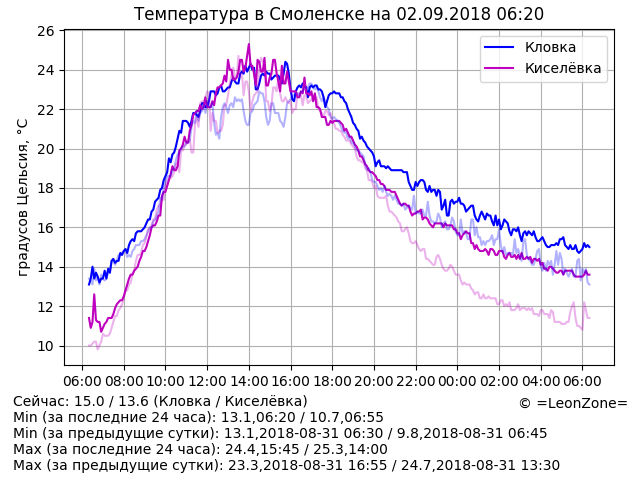 Температура в Смоленске на 02.09.2018 06:20
Кловка
Киселёвка
градусов Цельсия, °C
26
24
22
20
18
16
14
12
10
06:00 08:00 10:00 12:00 14:00 16:00 18:00 20:00 22:00 00:00 02:00 04:00 06:00
Сейчас: 15.0 / 13.6 (Кловка / Киселёвка)
© =LeonZone=
Min (за последние 24 часа): 13.1,06:20 / 10.7,06:55
Min (за предыдущие сутки): 13.1,2018-08-31 06:30 / 9.8,2018-08-31 06:45
Max (за последние 24 часа): 24.4,15:45 / 25.3,14:00
Max (за предыдущие сутки): 23.3,2018-08-31 16:55 / 24.7,2018-08-31 13:30